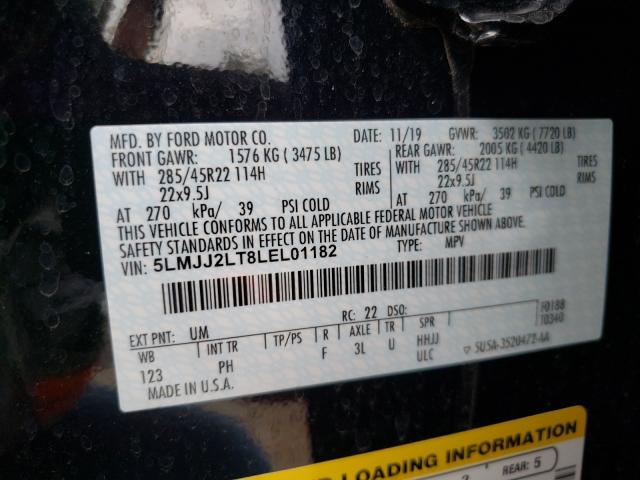 MFD. BY FORD MOTOR CO. DATE: 11/19 GVWR: 3502 KG ( 7720 LB)
FRONT GAWR: 1576 KG ( 3475 LB) REAR GAWR: 2005 KG ( 4420 LB)
WITH 285/45R22 114H TIRES WITH 285/45R22 114H TIRES
22x9.5J RIMS 22x9.5J RIMS
AT 270 kPa/ 39 PSI COLD AT 270 kPa/ 39 PSI COLD
THIS VEHICLE CONFORMS TO ALL APPLICABLE FEDERAL MOTOR VEHICLE
SAFETY STANDARDS IN EFFECT ON THE DATE OF MANUFACTURE SHOWN ABOVE.
VIN: 5LMJJ2LT8LEL01182 TYPE: MPV
F0188
EXT PNT: UM RC: 22 DSO: T0340
WB INT TR TP/PS R AXLE TR SPR
123 PH F 3L U HHJJ
ULC 5U5A-3520472-AA
MADE IN U.S.A.
LOADING INFORMATION
REAR: 5